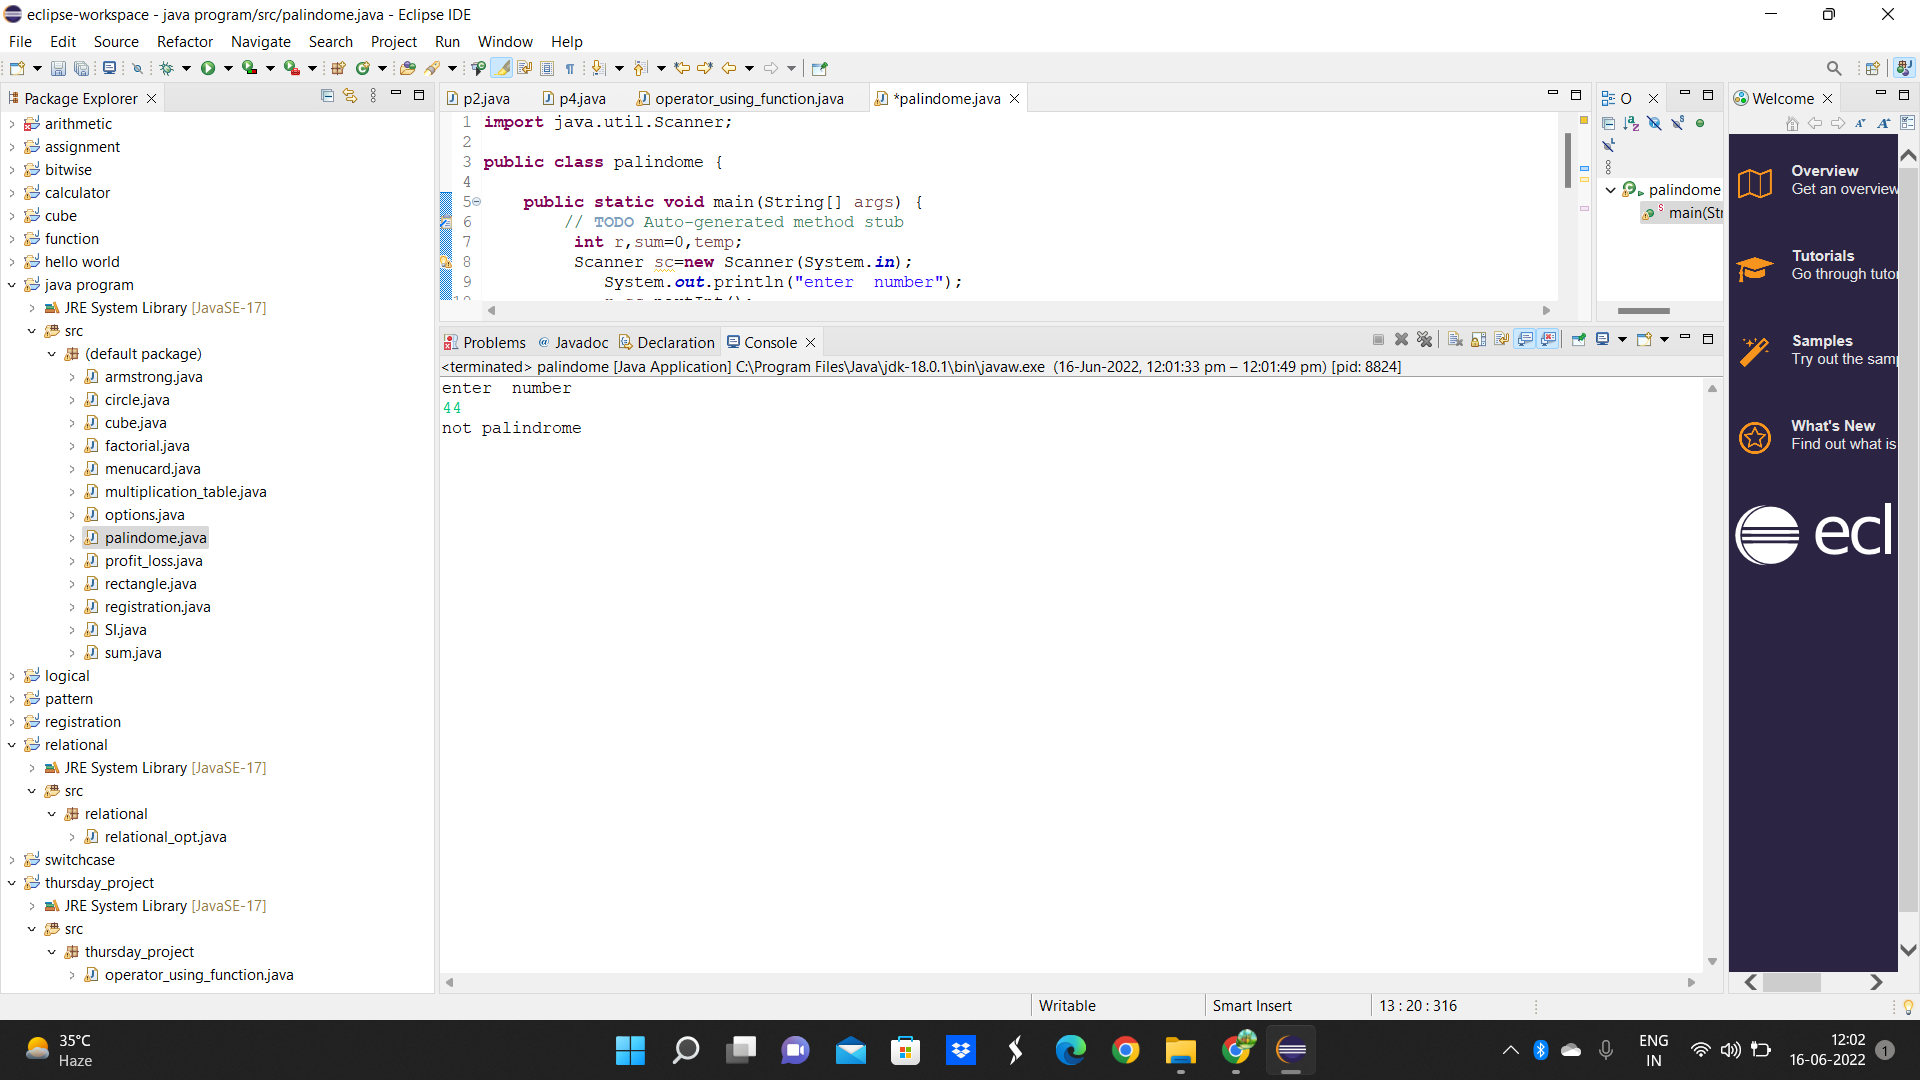 eclipse-workspace - java program/src/palindome.java - Eclipse IDE
File Edit Source Refactor Navigate Search Project Run Window Help
Package Explorer
arithmetic
assignment
bitwise
calculator
cube
function
hello world
java program
JRE System Library [JavaSE-17]
src
(default package)
armstrong.java
circle.java
cube.java
factorial.java
menucard.java
multiplication_table.java
options.java
palindome.java
profit_loss.java
rectangle.java
registration.java
SI.java
sum.java
logical
pattern
registration
relational
JRE System Library [JavaSE-17]
src
relational
relational_opt.java
switchcase
thursday_project
JRE System Library [JavaSE-17]
src
thursday_project
operator_using_function.java
p2.java p4.java operator_using_function.java *palindome.java
1 import java.util.Scanner;
2
3 public class palindome {
4
5 public static void main(String[] args) {
6 // TODO Auto-generated method stub
7 int r,sum=0,temp;
8 Scanner sc=new Scanner(System.in);
9 System.out.println("enter  number");
Problems Javadoc Declaration Console
<terminated> palindome [Java Application] C:\Program Files\Java\jdk-18.0.1\bin\javaw.exe (16-Jun-2022, 12:01:33 pm – 12:01:49 pm) [pid: 8824]
enter  number
44
not palindrome
O
palindome
main(Str
Welcome
Overview
Get an overview
Tutorials
Go through tutor
Samples
Try out the samp
What's New
Find out what is
ecl
Writable Smart Insert 13 : 20 : 316
35°C
Haze
ENG
IN
12:02
16-06-2022
1